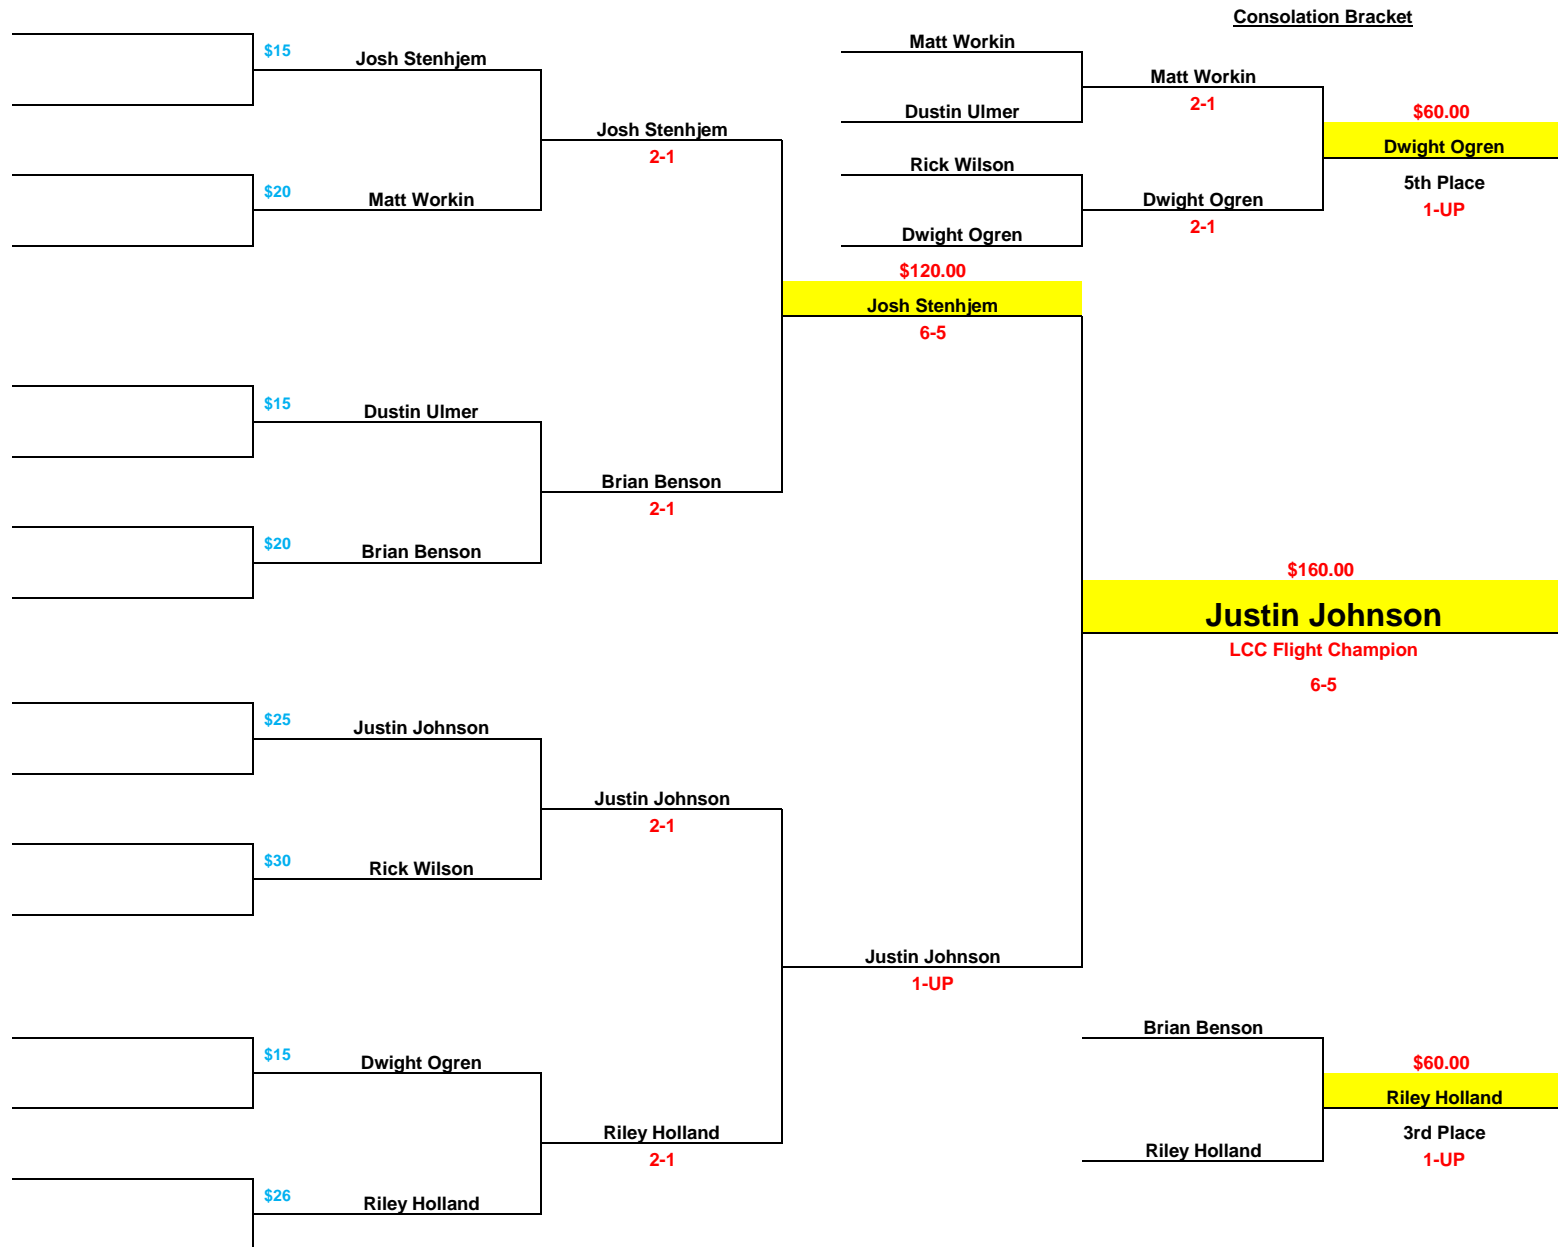 Consolation Bracket
$15
Josh Stenhjem
Matt Workin
Matt Workin
2-1
Dustin Ulmer
$60.00
Josh Stenhjem
2-1
Dwight Ogren
Rick Wilson
5th Place
$20
Matt Workin
Dwight Ogren
2-1
1-UP
Dwight Ogren
$120.00
Josh Stenhjem
6-5
$15
Dustin Ulmer
Brian Benson
2-1
$20
Brian Benson
$160.00
Justin Johnson
LCC Flight Champion
6-5
$25
Justin Johnson
Justin Johnson
2-1
$30
Rick Wilson
Justin Johnson
1-UP
Brian Benson
$15
Dwight Ogren
$60.00
Riley Holland
Riley Holland
2-1
3rd Place
Riley Holland
1-UP
$26
Riley Holland